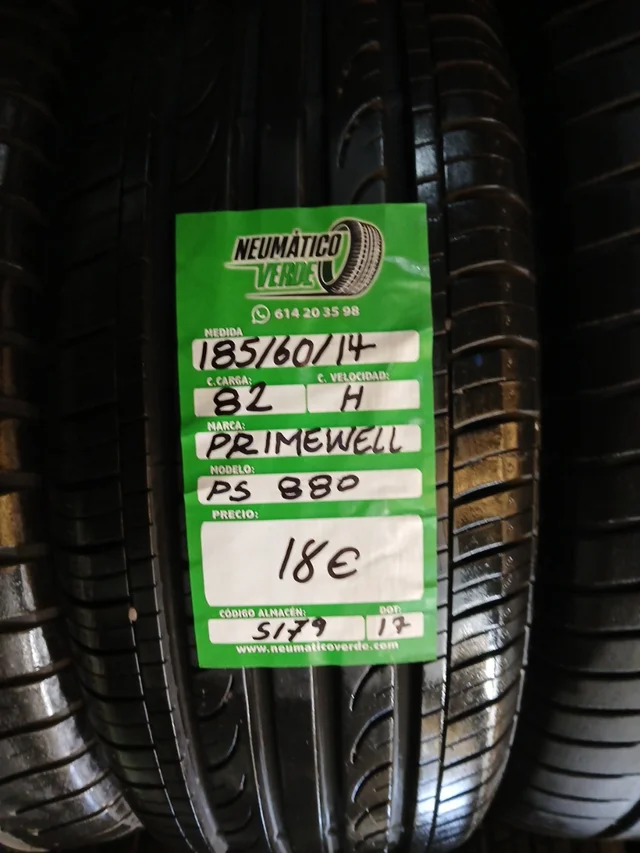 NEUMÁTICO
VERDE
614 20 35 98
MEDIDA
185/60/14
C.CARGA: C. VELOCIDAD:
82 H
MARCA:
PRIMEWELL
MODELO:
PS 880
PRECIO:
18€
CÓDIGO ALMACÉN: DOT:
5179 17
www.neumaticoverde.com